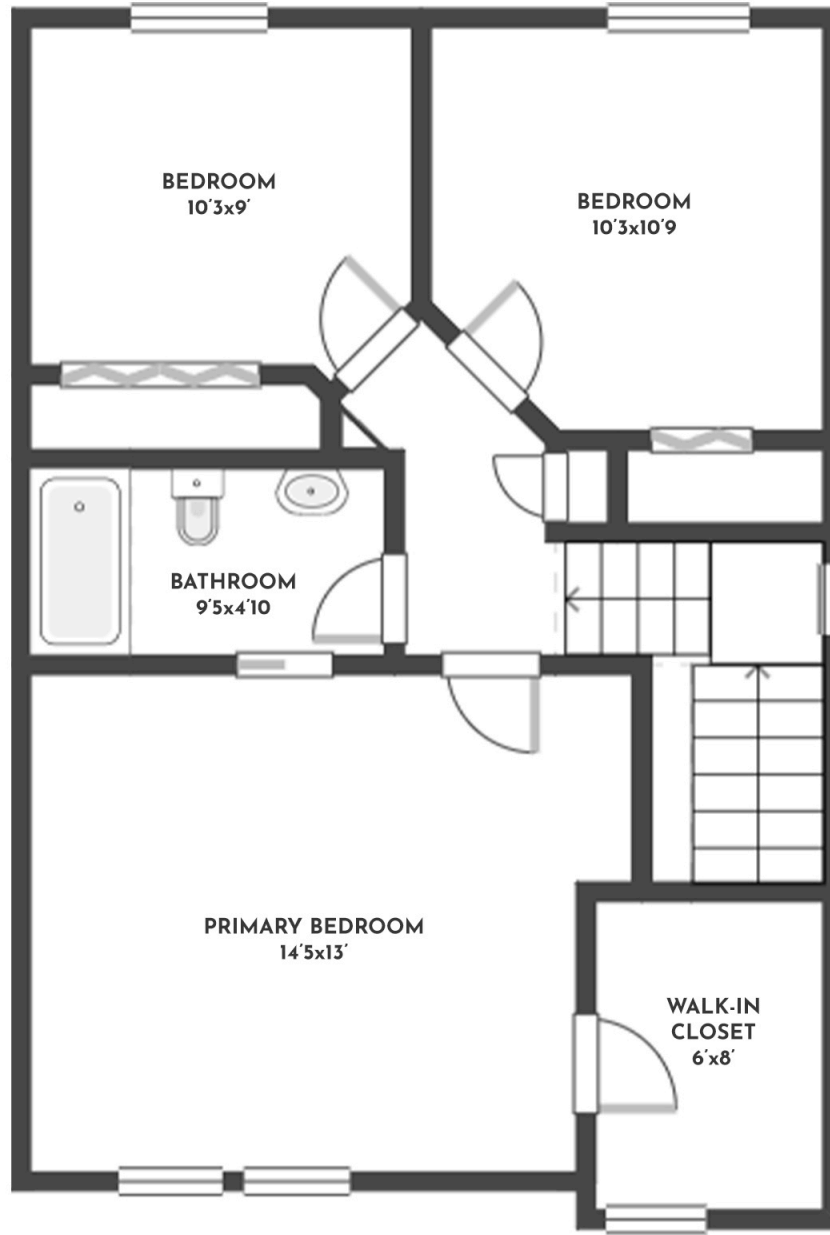 BEDROOM
10'3x9'
BEDROOM
10'3x10'9
BATHROOM
9'5x4'10
PRIMARY BEDROOM
14'5x13'
WALK-IN
CLOSET
6'x8'